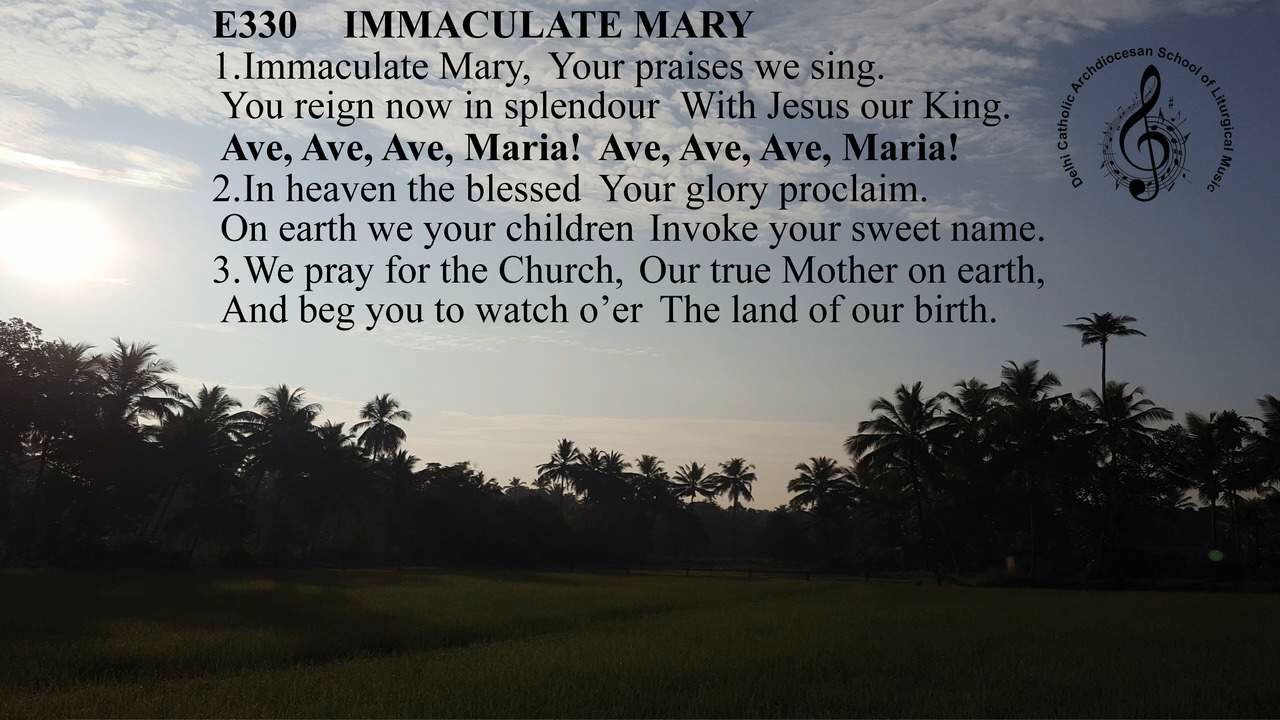 E330 IMMACULATE MARY
1.Immaculate Mary, Your praises we sing.
You reign now in splendour With Jesus our King.
Ave, Ave, Ave, Maria! Ave, Ave, Ave, Maria!
2.In heaven the blessed Your glory proclaim.
On earth we your children Invoke your sweet name.
3.We pray for the Church, Our true Mother on earth,
And beg you to watch o’er The land of our birth.
Delhi Catholic Archdiocesan School of Liturgical Music